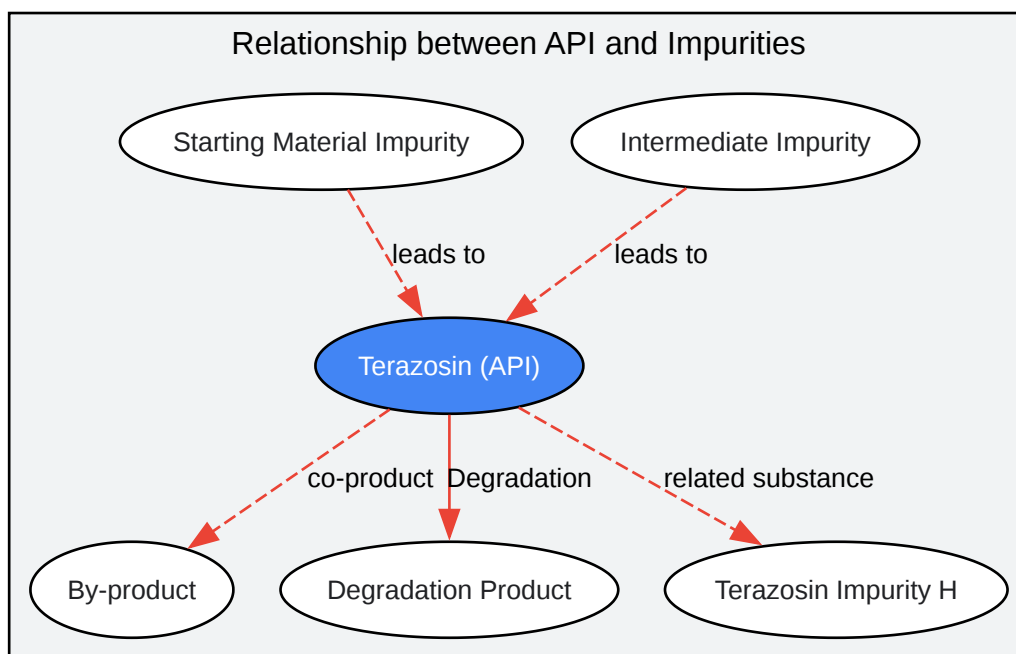 Relationship between API and Impurities
Starting Material Impurity
Intermediate Impurity
leads to
leads to
Terazosin (API)
co-product
Degradation
related substance
By-product
Degradation Product
Terazosin Impurity H